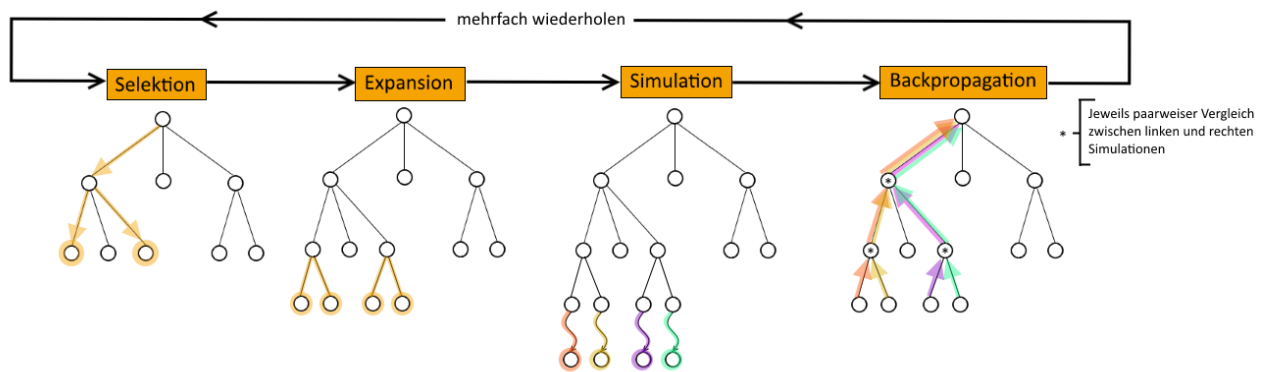 mehrfach wiederholen
Selektion
Expansion
Simulation
Backpropagation
* Jeweils paarweiser Vergleich
zwischen linken und rechten
Simulationen
*
*
*